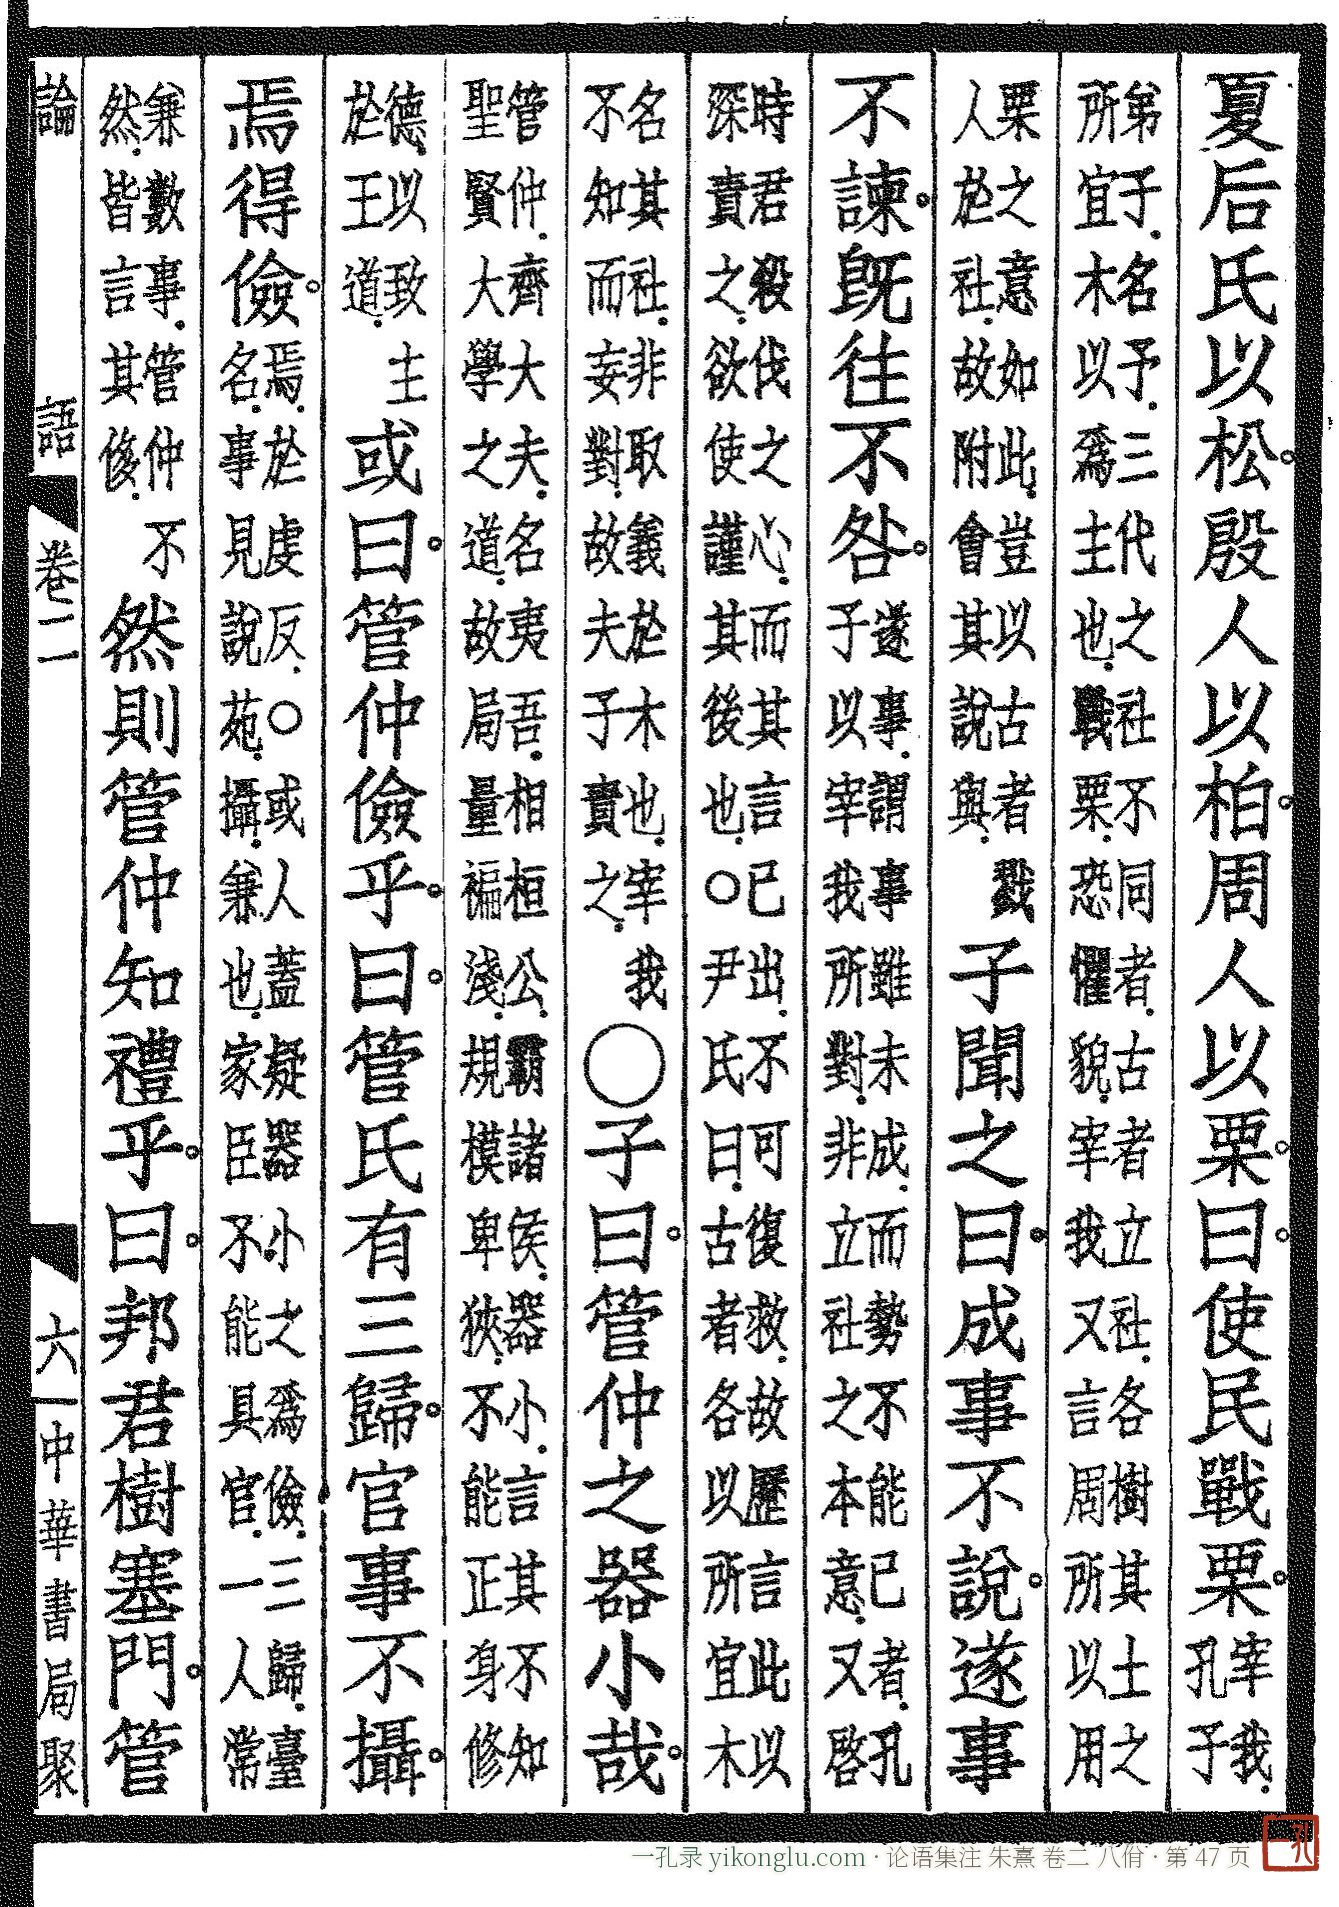 夏后氏以松。殷人以柏。周人以栗。曰。使民戰栗。宰我。
孔子
弟子。名予。三代之社不同者。古者立社。各樹其土之
所宜木以爲主也。戰栗。恐懼貌。宰我又言周所以用
栗之意如此。豈以古者戮
人於社。故附會其說與。
子聞之曰。成事不說。遂事
不諫。既往不咎。
遂事。謂事雖未成。而勢不能已者。孔
子以宰我所對。非立社之本意。又啓
時君殺伐之心。而其言已出。不可復救。故歷言此以
深責之。欲使謹其後也。○尹氏曰。古者各以所宜木
名其社。非取義於木也。宰我
不知而妄對。故夫子責之。
○子曰。管仲之器小哉。
管仲。齊大夫。名夷吾。相桓公。霸諸侯。器小。言其不知
聖賢大學之道。故局量褊淺。規模卑狹。不能正身修
德。以致主
於王道。
或曰。管仲儉乎。曰。管氏有三歸。官事不攝。
焉得儉。
焉。於虔反。○或人蓋疑器小之爲儉。三歸。臺
名。事見說苑。攝。兼也。家臣不能具官。一人常
兼數事。管仲不
然。皆言其侈。
然則管仲知禮乎。曰。邦君樹塞門。管
論語 卷二 六 中華書局聚
一孔录 yikonglu.com · 论语集注 朱熹 卷二 八佾 · 第 47 页
一孔